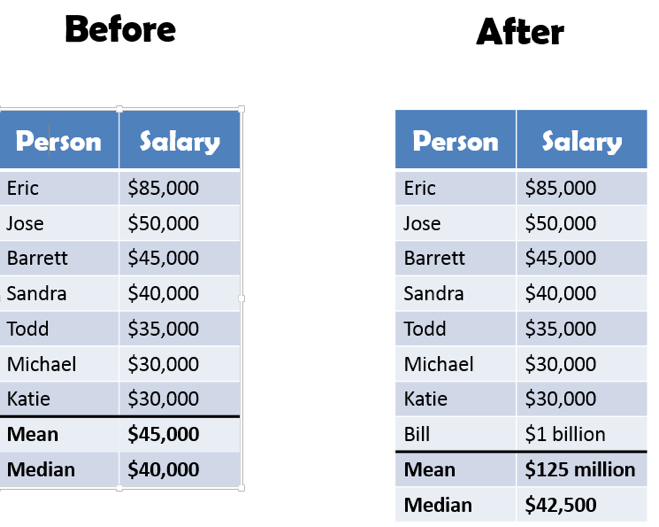 Before
Person Salary
Eric $85,000
Jose $50,000
Barrett $45,000
Sandra $40,000
Todd $35,000
Michael $30,000
Katie $30,000
Mean $45,000
Median $40,000
After
Person Salary
Eric $85,000
Jose $50,000
Barrett $45,000
Sandra $40,000
Todd $35,000
Michael $30,000
Katie $30,000
Bill $1 billion
Mean $125 million
Median $42,500